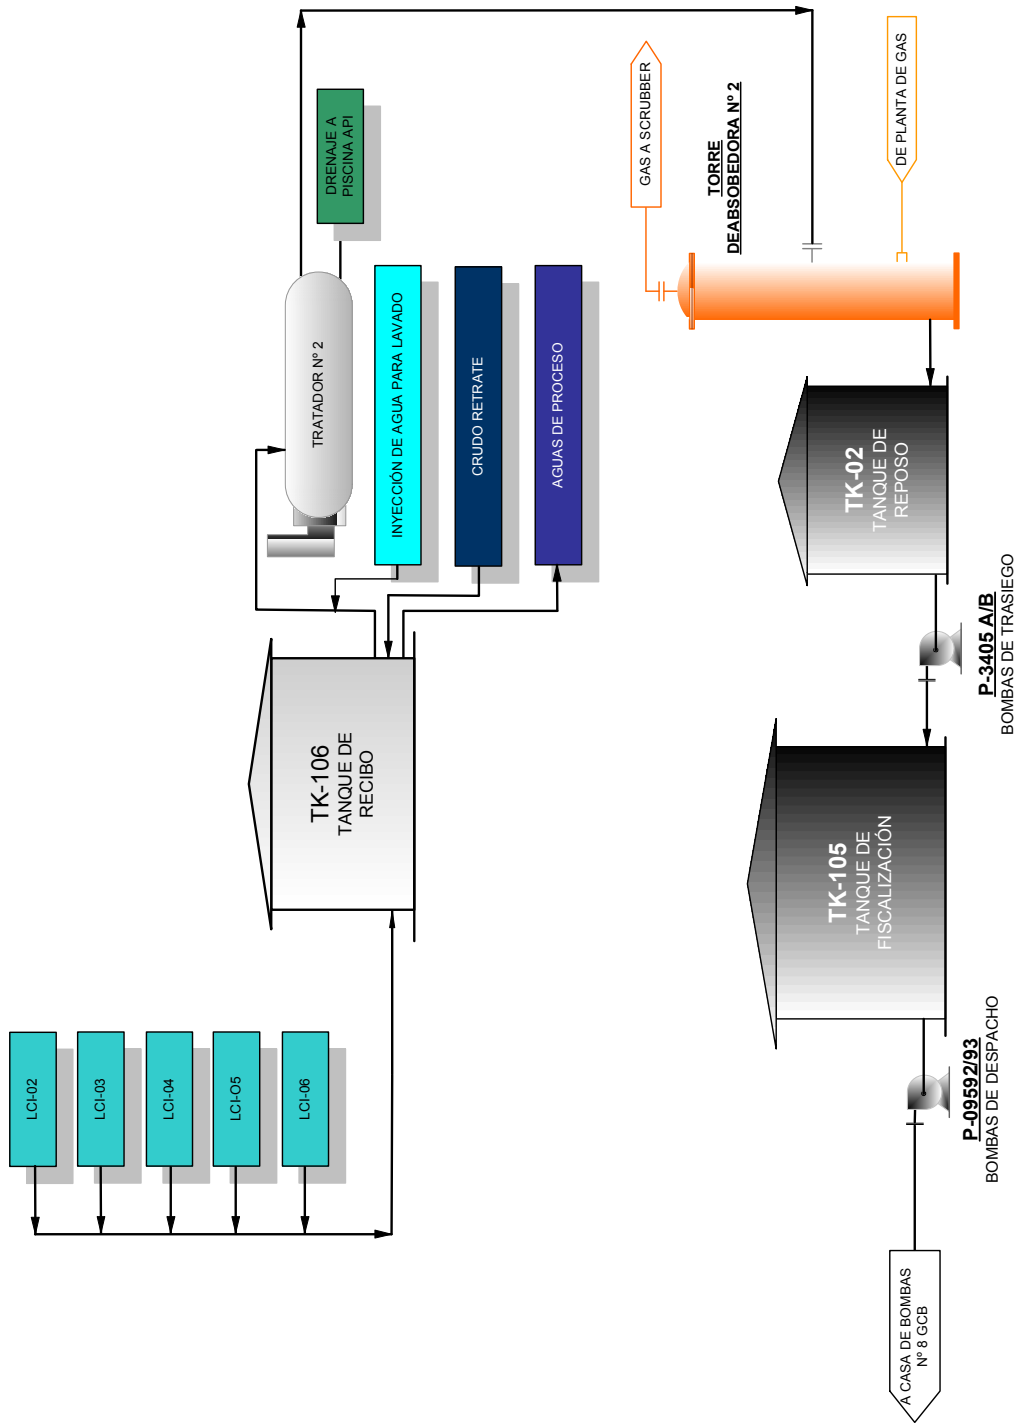 LCI-02
LCI-03
LCI-04
LCI-O5
LCI-06
TK-106
TANQUE DE
RECIBO
TRATADOR Nº 2
DRENAJE A
PISCINA API
INYECCIÓN DE AGUA PARA LAVADO
CRUDO RETRATE
AGUAS DE PROCESO
GAS A SCRUBBER
TORRE
DEABSOBEDORA Nº 2
DE PLANTA DE GAS
TK-02
TANQUE DE
REPOSO
P-3405 A/B
BOMBAS DE TRASIEGO
TK-105
TANQUE DE
FISCALIZACIÓN
P-09592/93
BOMBAS DE DESPACHO
A CASA DE BOMBAS
Nº 8 GCB